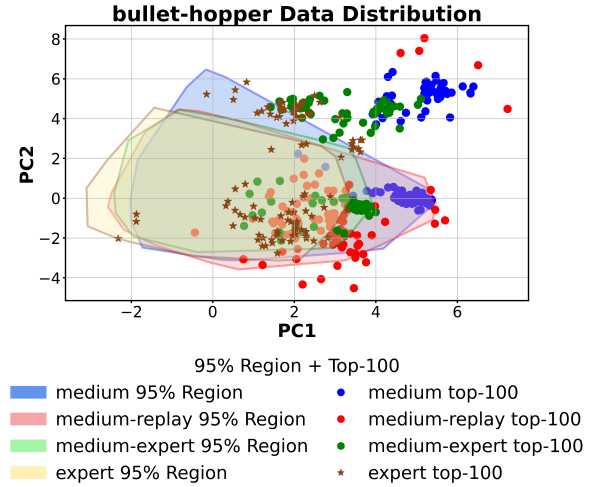 bullet-hopper Data Distribution
8
6
4
2
0
−2
−4
PC2
−2 0 2 4 6
PC1
95% Region + Top-100
medium 95% Region medium top-100
medium-replay 95% Region medium-replay top-100
medium-expert 95% Region medium-expert top-100
expert 95% Region expert top-100